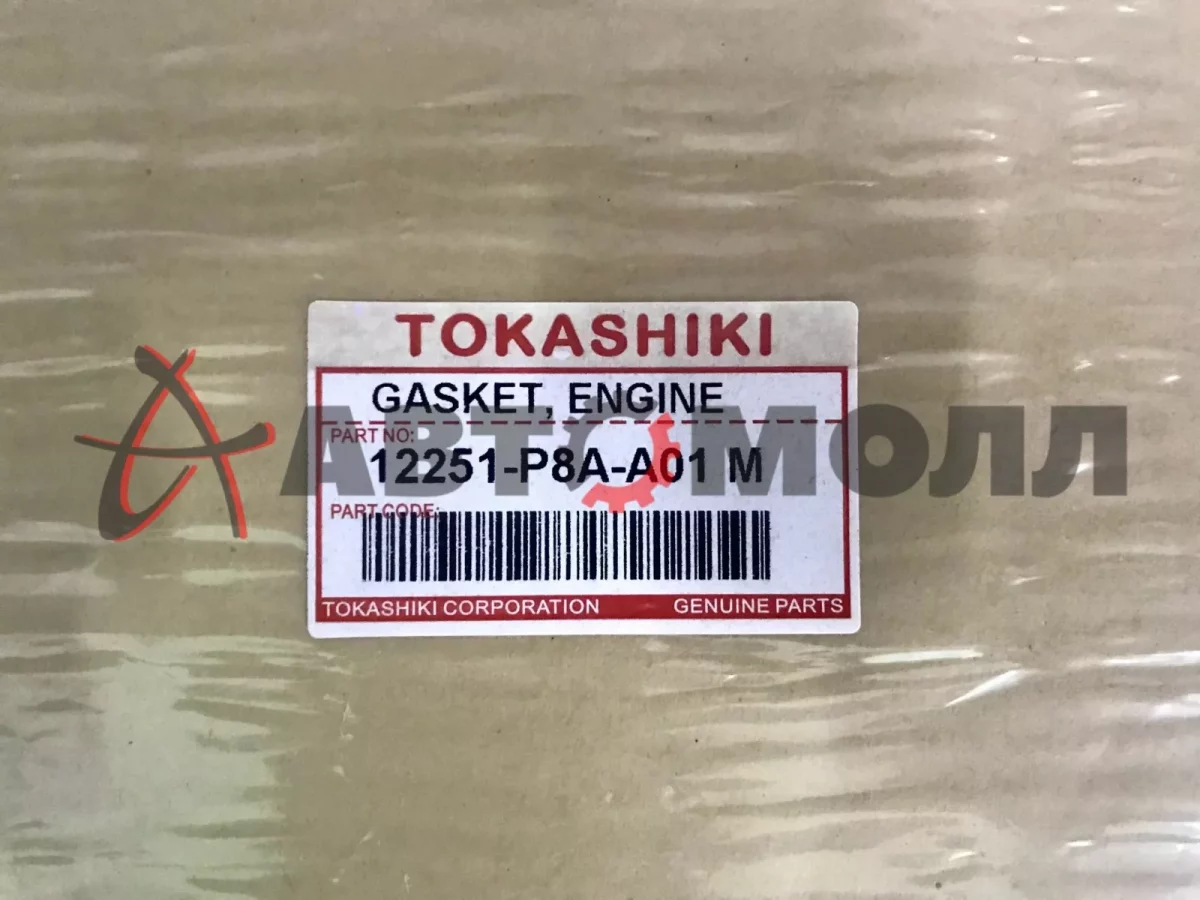 TOKASHIKI
GASKET, ENGINE
PART NO:
12251-P8A-A01 M
АВТОМОЛЛ
PART CODE:
TOKASHIKI CORPORATION GENUINE PARTS